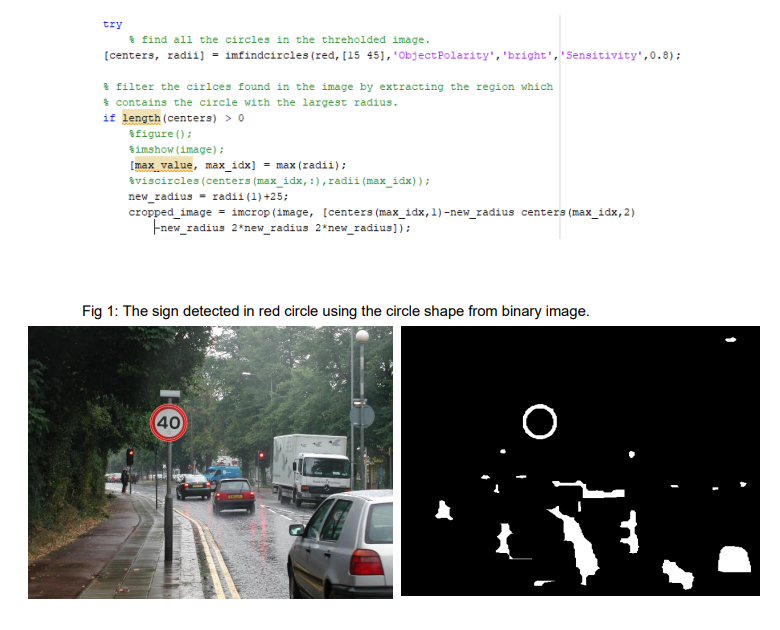 try
% find all the circles in the threholded image.
[centers, radii] = imfindcircles(red,[15 45],'ObjectPolarity','bright','Sensitivity',0.8);
% filter the cirlces found in the image by extracting the region which
% contains the circle with the largest radius.
if length(centers) > 0
%figure();
%imshow(image);
[max_value, max_idx] = max(radii);
%viscircles(centers(max_idx,:),radii(max_idx));
new_radius = radii(1)+25;
cropped_image = imcrop(image, [centers(max_idx,1)-new_radius centers(max_idx,2)
-new_radius 2*new_radius 2*new_radius]);
Fig 1: The sign detected in red circle using the circle shape from binary image.
40